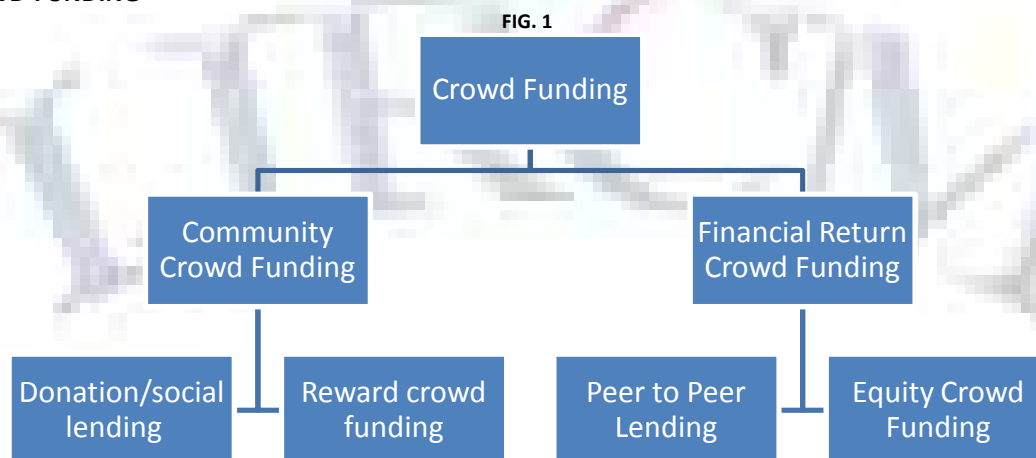 FUNDING
FIG. 1
Crowd Funding
Community
Crowd Funding
Financial Return
Crowd Funding
Donation/social
lending
Reward crowd
funding
Peer to Peer
Lending
Equity Crowd
Funding